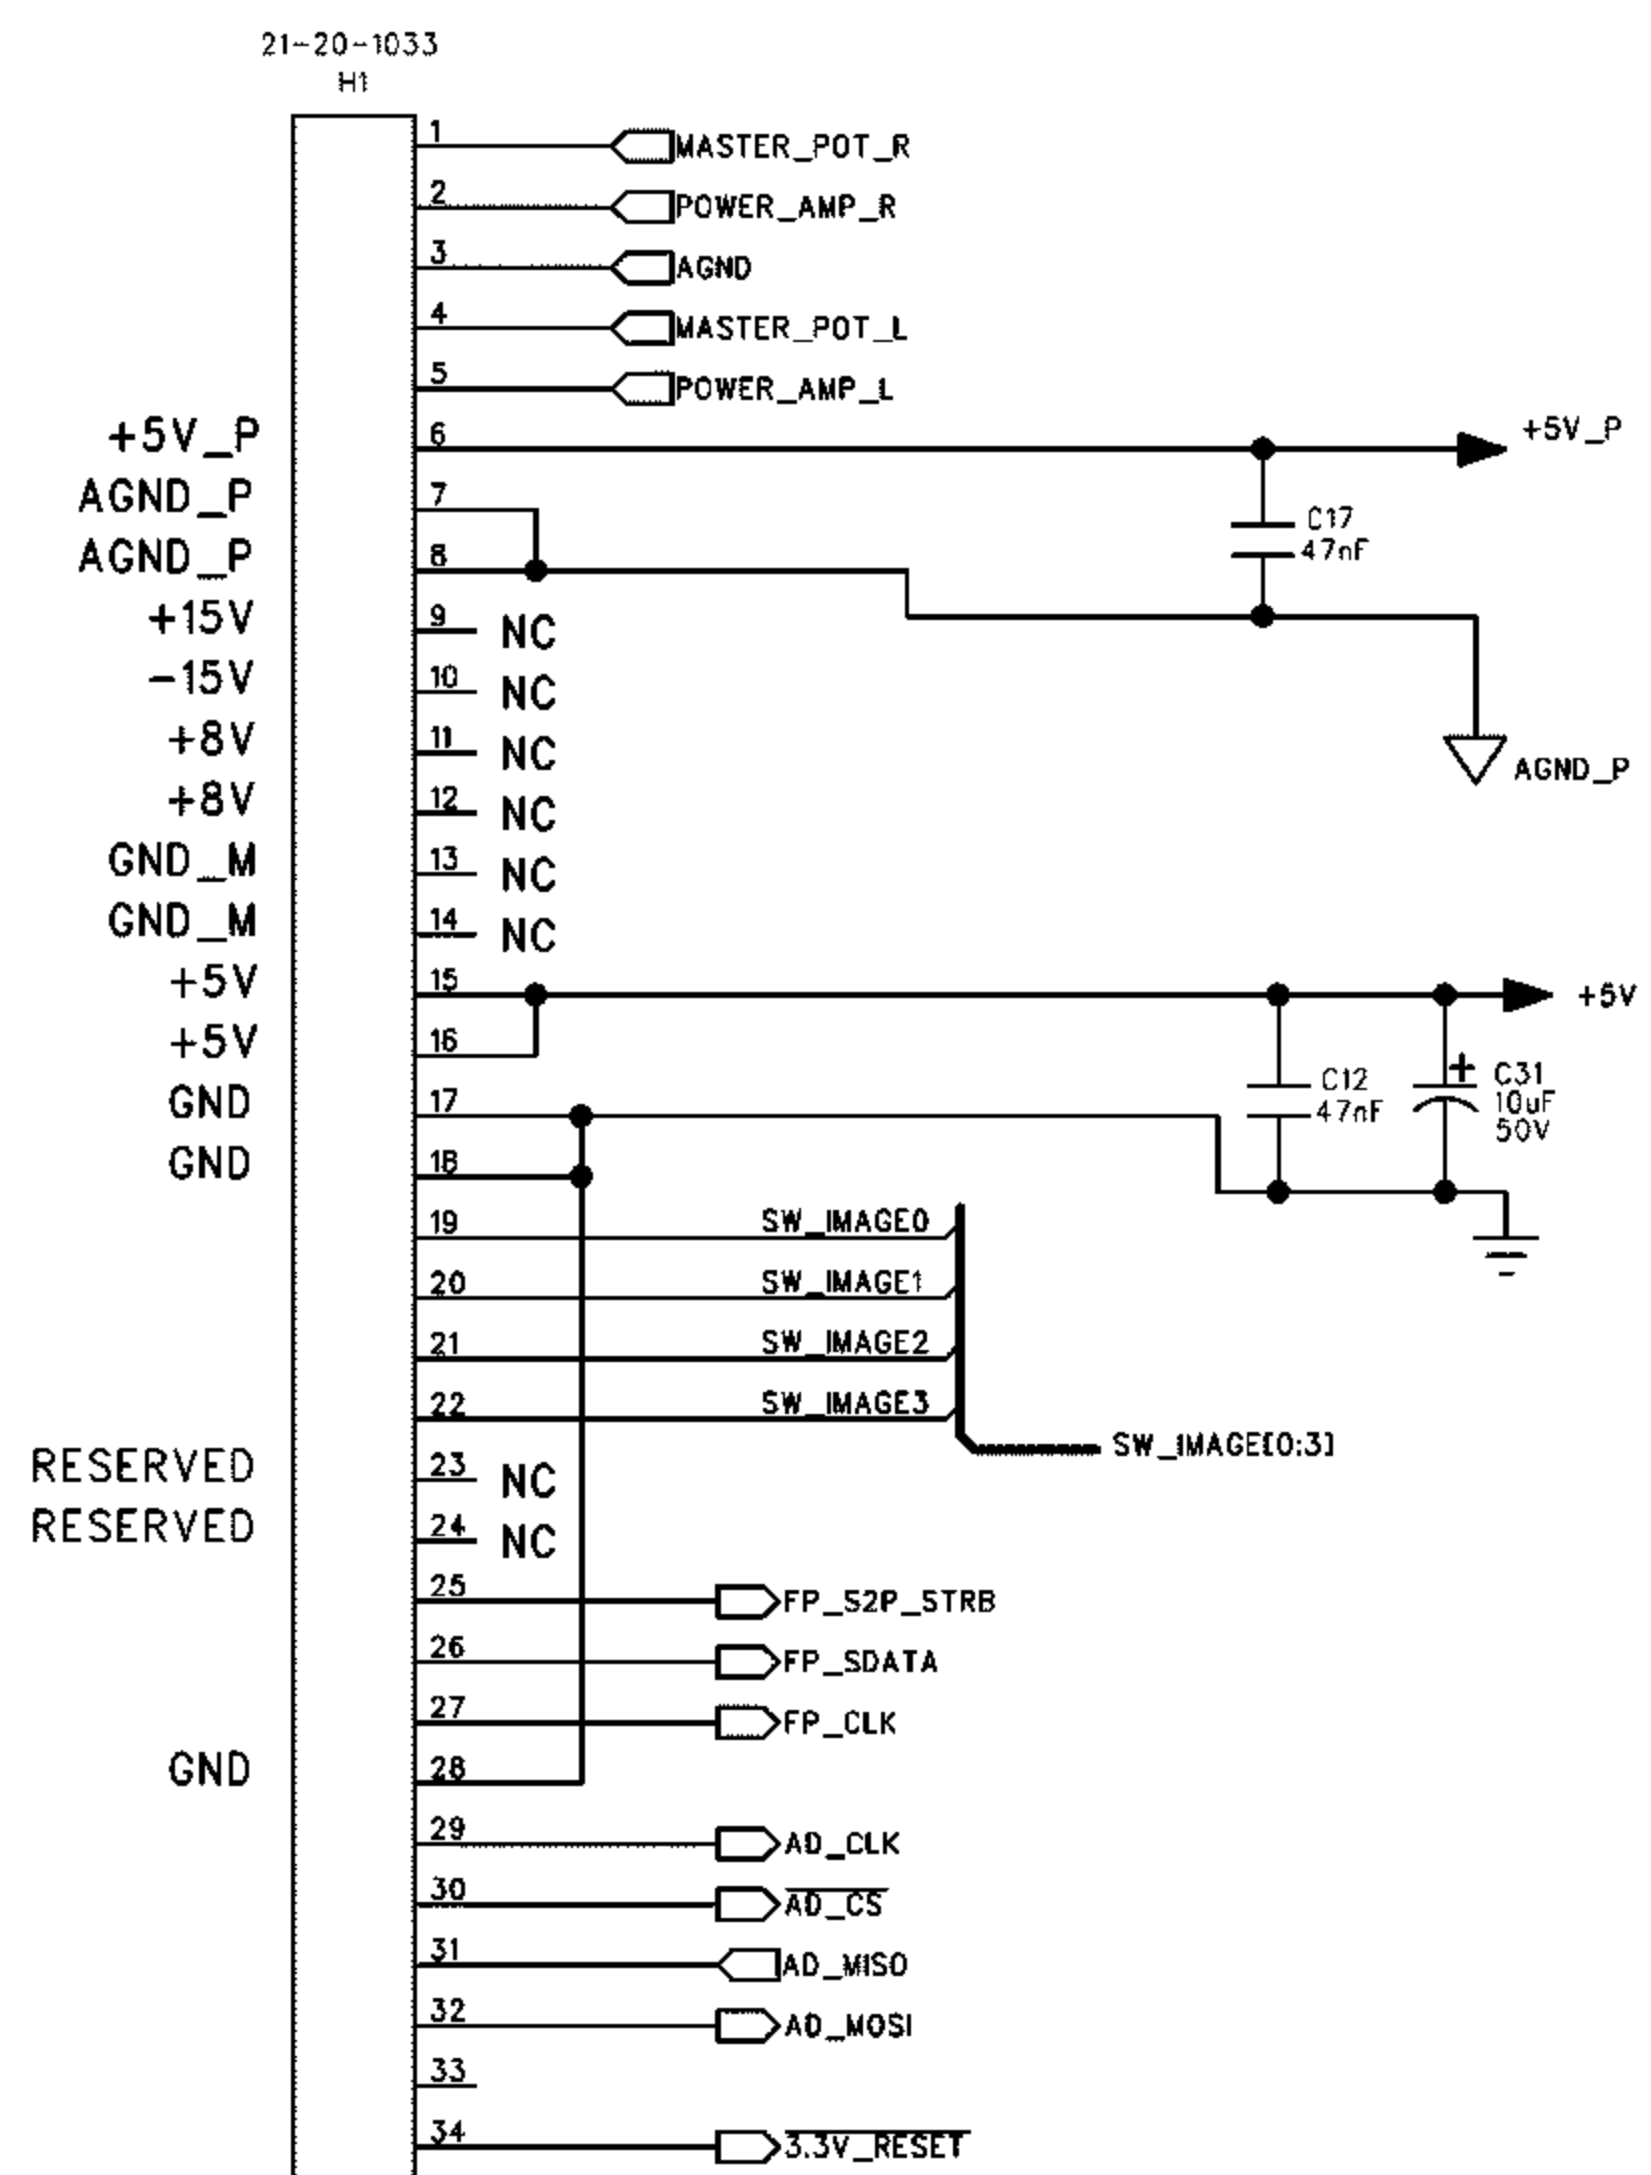 21-20-1033
H1
1 MASTER_POT_R
2 POWER_AMP_R
3 AGND
4 MASTER_POT_L
5 POWER_AMP_L
+5V_P 6 +5V_P
AGND_P 7
C17
47nF
AGND_P 8
+15V 9 NC
-15V 10 NC
+8V 11 NC
AGND_P
+8V 12 NC
GND_M 13 NC
GND_M 14 NC
+5V 15 +5V
+5V 16
C12
47nF
+ C31
10uF
50V
GND 17
GND 18
19 SW_IMAGE0
20 SW_IMAGE1
21 SW_IMAGE2
22 SW_IMAGE3
SW_IMAGE[0:3]
RESERVED 23 NC
RESERVED 24 NC
25 FP_S2P_STRB
26 FP_SDATA
27 FP_CLK
GND 28
29 AD_CLK
30 AD_CS
31 AD_MISO
32 AD_MOSI
33
34 3.3V_RESET